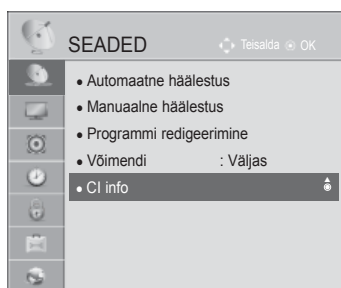 SEADED
Teisalda OK
• Automaatne häälestus
• Manuaalne häälestus
• Programmi redigeerimine
• Võimendi : Väljas
• CI info